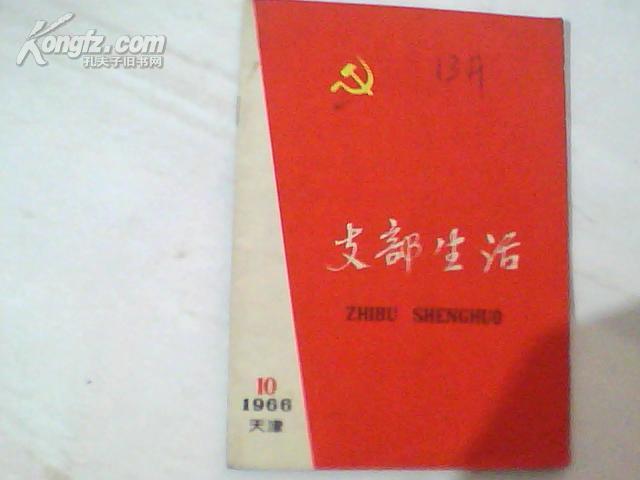 Kongfz.com
孔夫子旧书网
13月
支部生活
ZHIBU SHENGHUO
10
1966
天津